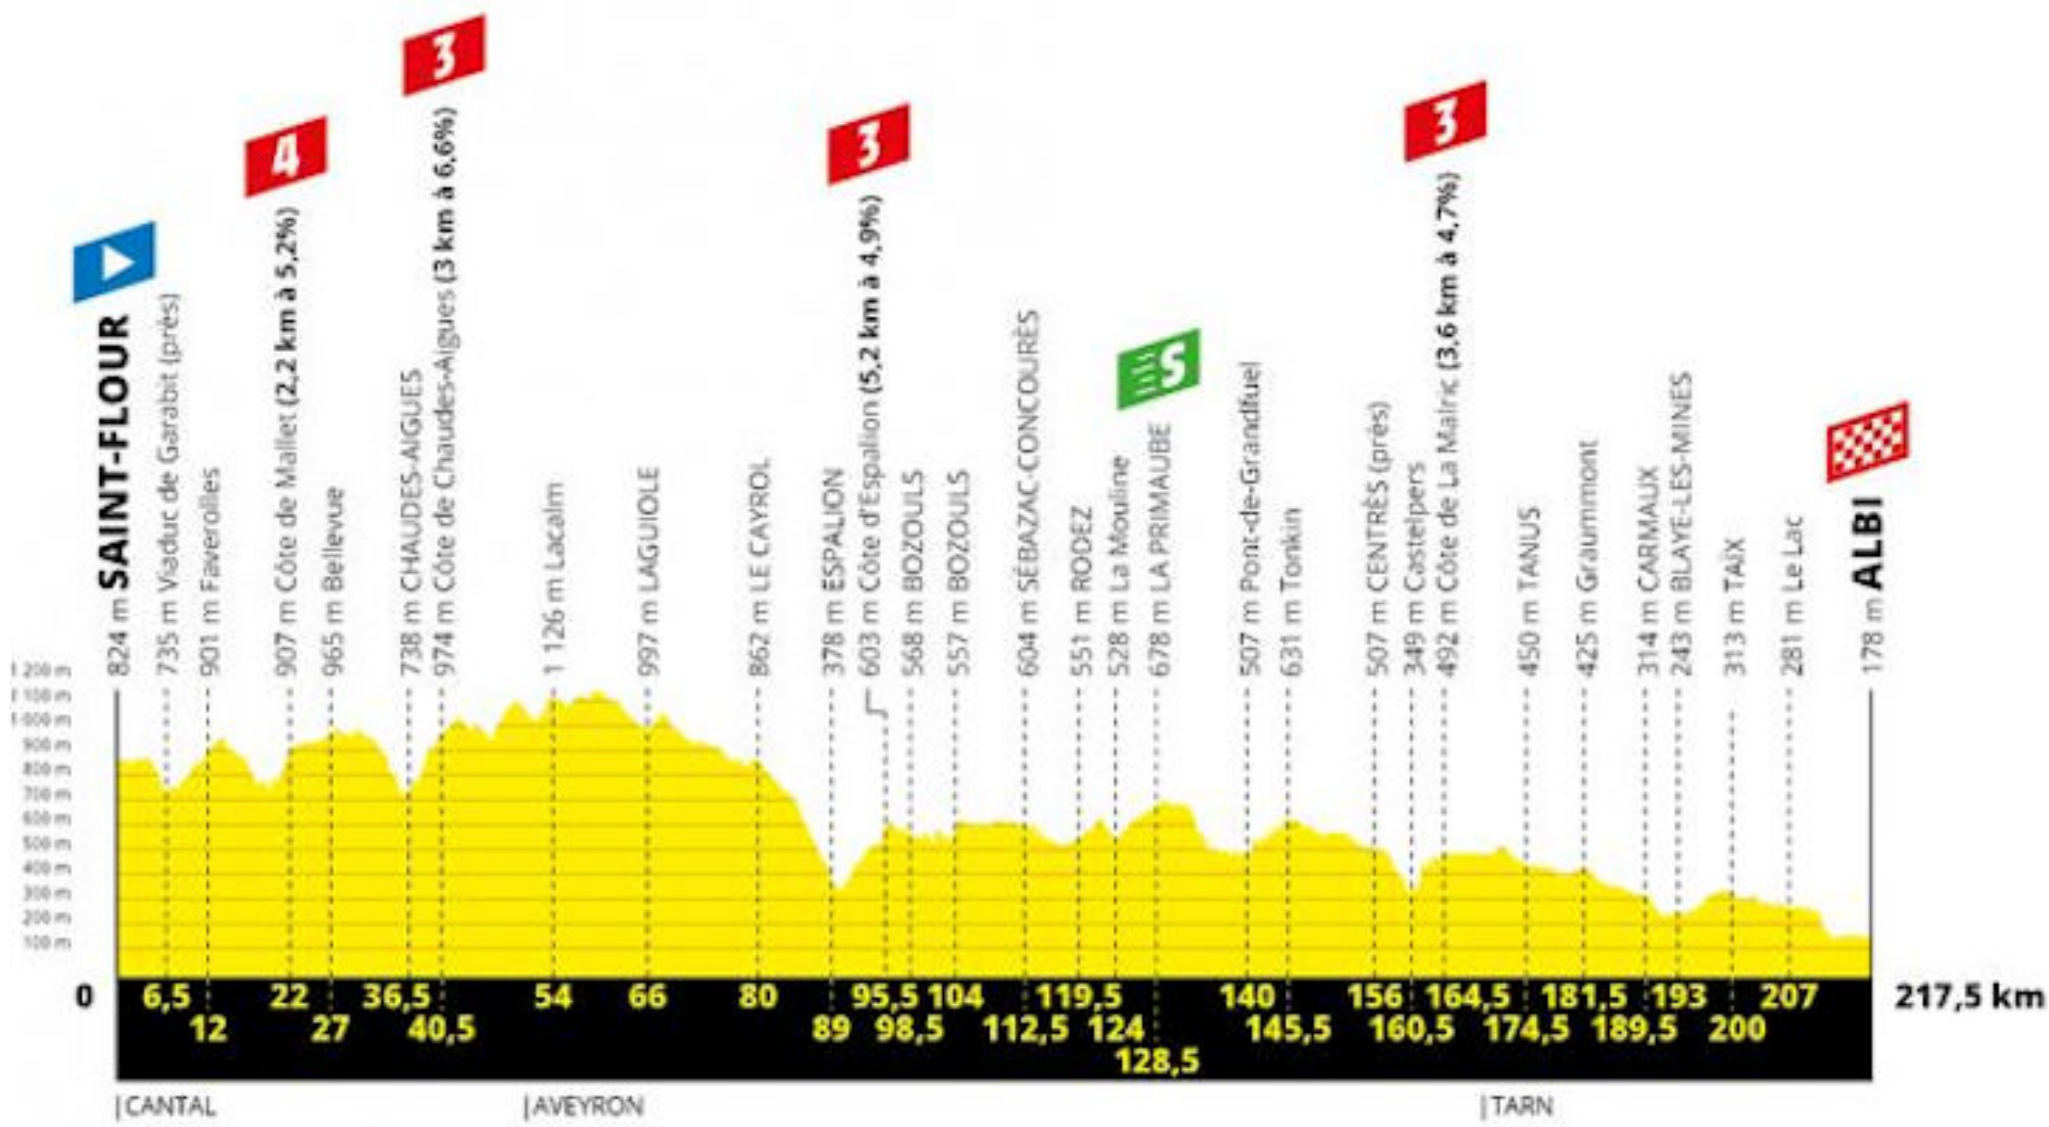 3
4
3
3
S
824 m SAINT-FLOUR
735 m Viaduc de Garabit (près)
901 m Faverolles
907 m Côte de Mallet (2,2 km à 5,2%)
965 m Bellevue
738 m CHAUDES-AIGUES
974 m Côte de Chaudes-Aigues (3 km à 6,6%)
1 126 m Lacalm
997 m LAGUIOLE
862 m LE CAYROL
378 m ESPALION
603 m Côte d'Espalion (5,2 km à 4,9%)
568 m BOZOULS
557 m BOZOULS
604 m SÉBAZAC-CONCOURÈS
551 m RODEZ
528 m La Mouline
678 m LA PRIMAUBE
507 m Pont-de-Grandfuel
631 m Tonkin
507 m CENTRÈS (près)
349 m Castelpers
492 m Côte de La Malric (3,6 km à 4,7%)
450 m TANUS
425 m Graummont
314 m CARMAUX
243 m BLAYE-LES-MINES
313 m TAÏX
281 m Le Lac
178 m ALBI
1 200 m
1 100 m
1 000 m
900 m
800 m
700 m
600 m
500 m
400 m
300 m
200 m
100 m
0 6,5 22 36,5 54 66 80 95,5 104 119,5 140 156 164,5 181,5 193 207 217,5 km
12 27 40,5 89 98,5 112,5 124 145,5 160,5 174,5 189,5 200
128,5
|CANTAL |AVEYRON |TARN